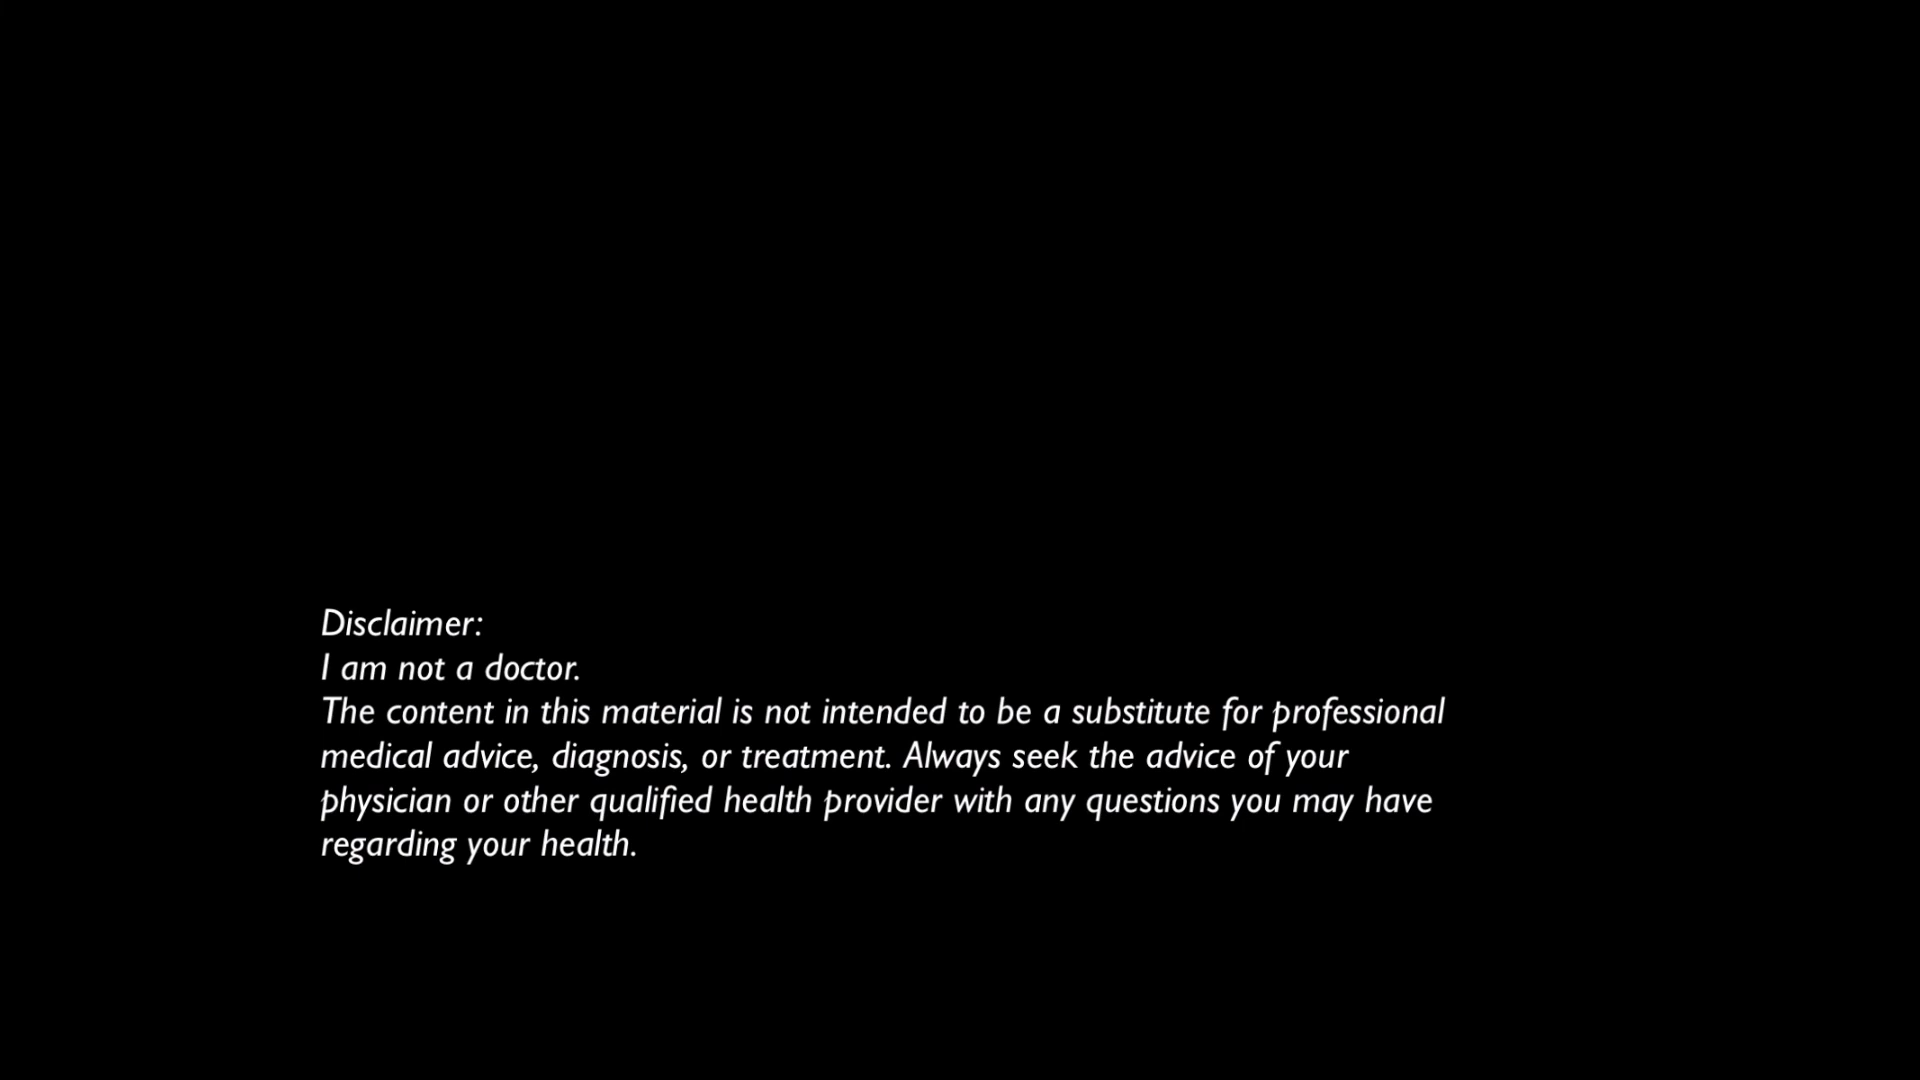 Disclaimer:
I am not a doctor.
The content in this material is not intended to be a substitute for professional
medical advice, diagnosis, or treatment. Always seek the advice of your
physician or other qualified health provider with any questions you may have
regarding your health.